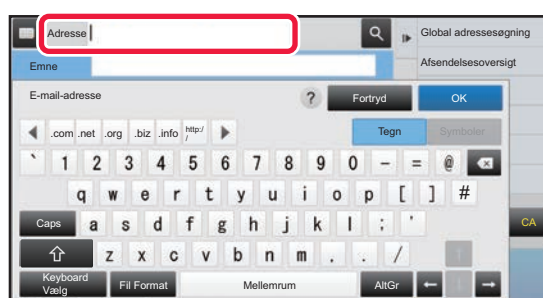 Adresse
Global adressesøgning
Emne
Afsendelsesoversigt
E-mail-adresse ? Fortryd OK
.com .net .org .biz .info http:/
/
Tegn Symboler
` 1 2 3 4 5 6 7 8 9 0 - = @
q w e r t y u i o p [ ] #
Caps a s d f g h j k l ; '
CA
z x c v b n m . . /
Keyboard
Vælg
Fil Format Mellemrum AltGr